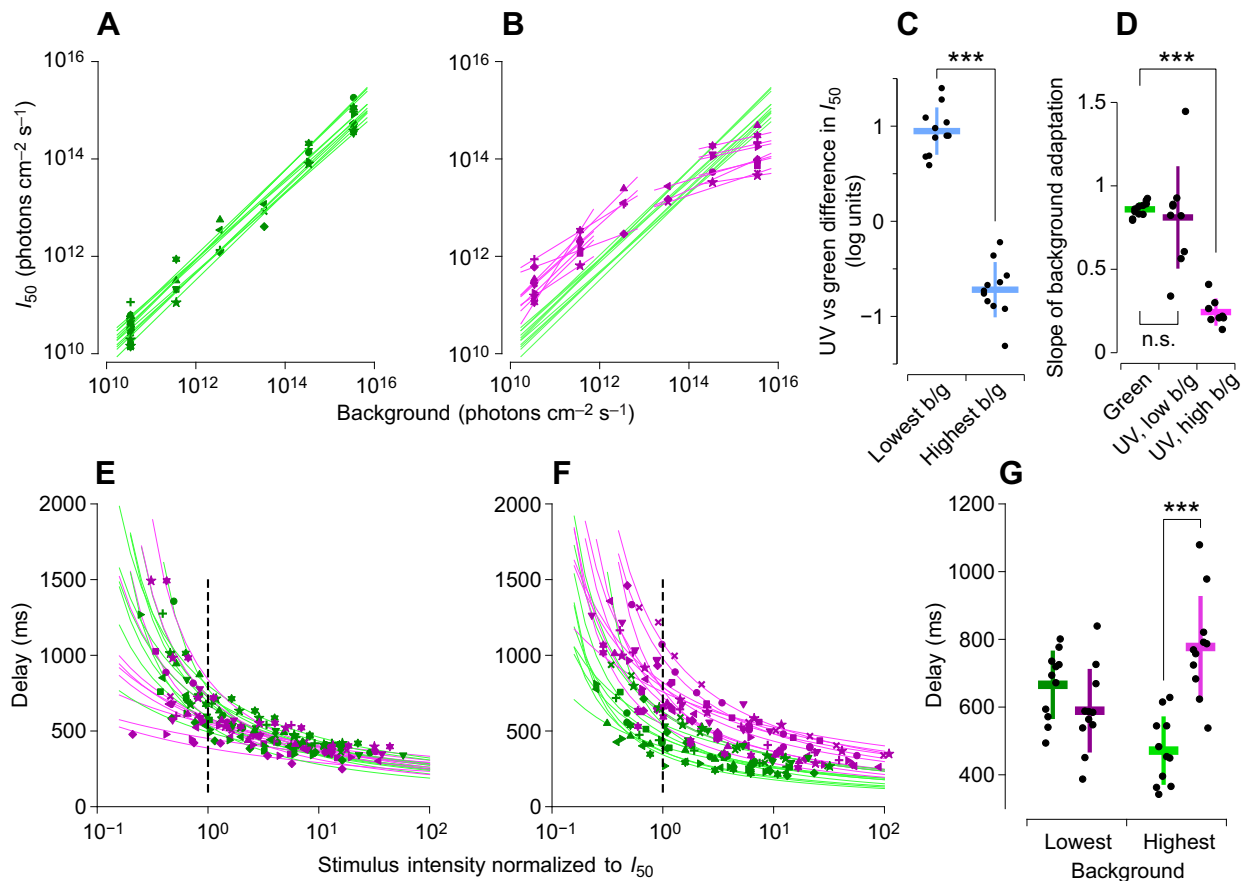 A
B
C
D
10^16
10^14
10^12
10^10
I50 (photons cm−2 s−1)
10^10
10^12
10^14
10^16
10^16
10^14
10^12
10^10
10^10
10^12
10^14
10^16
Background (photons cm−2 s−1)
***
1
0
−1
UV vs green difference in I50
(log units)
Lowest b/g
Highest b/g
***
1.5
1
0.5
0
n.s.
Slope of background adaptation
Green
UV, low b/g
UV, high b/g
E
F
G
2000
1500
1000
500
0
Delay (ms)
10^−1
10^0
10^1
10^2
2000
1500
1000
500
0
10^−1
10^0
10^1
10^2
Stimulus intensity normalized to I50
1200
1000
800
600
400
Delay (ms)
***
Lowest
Highest
Background